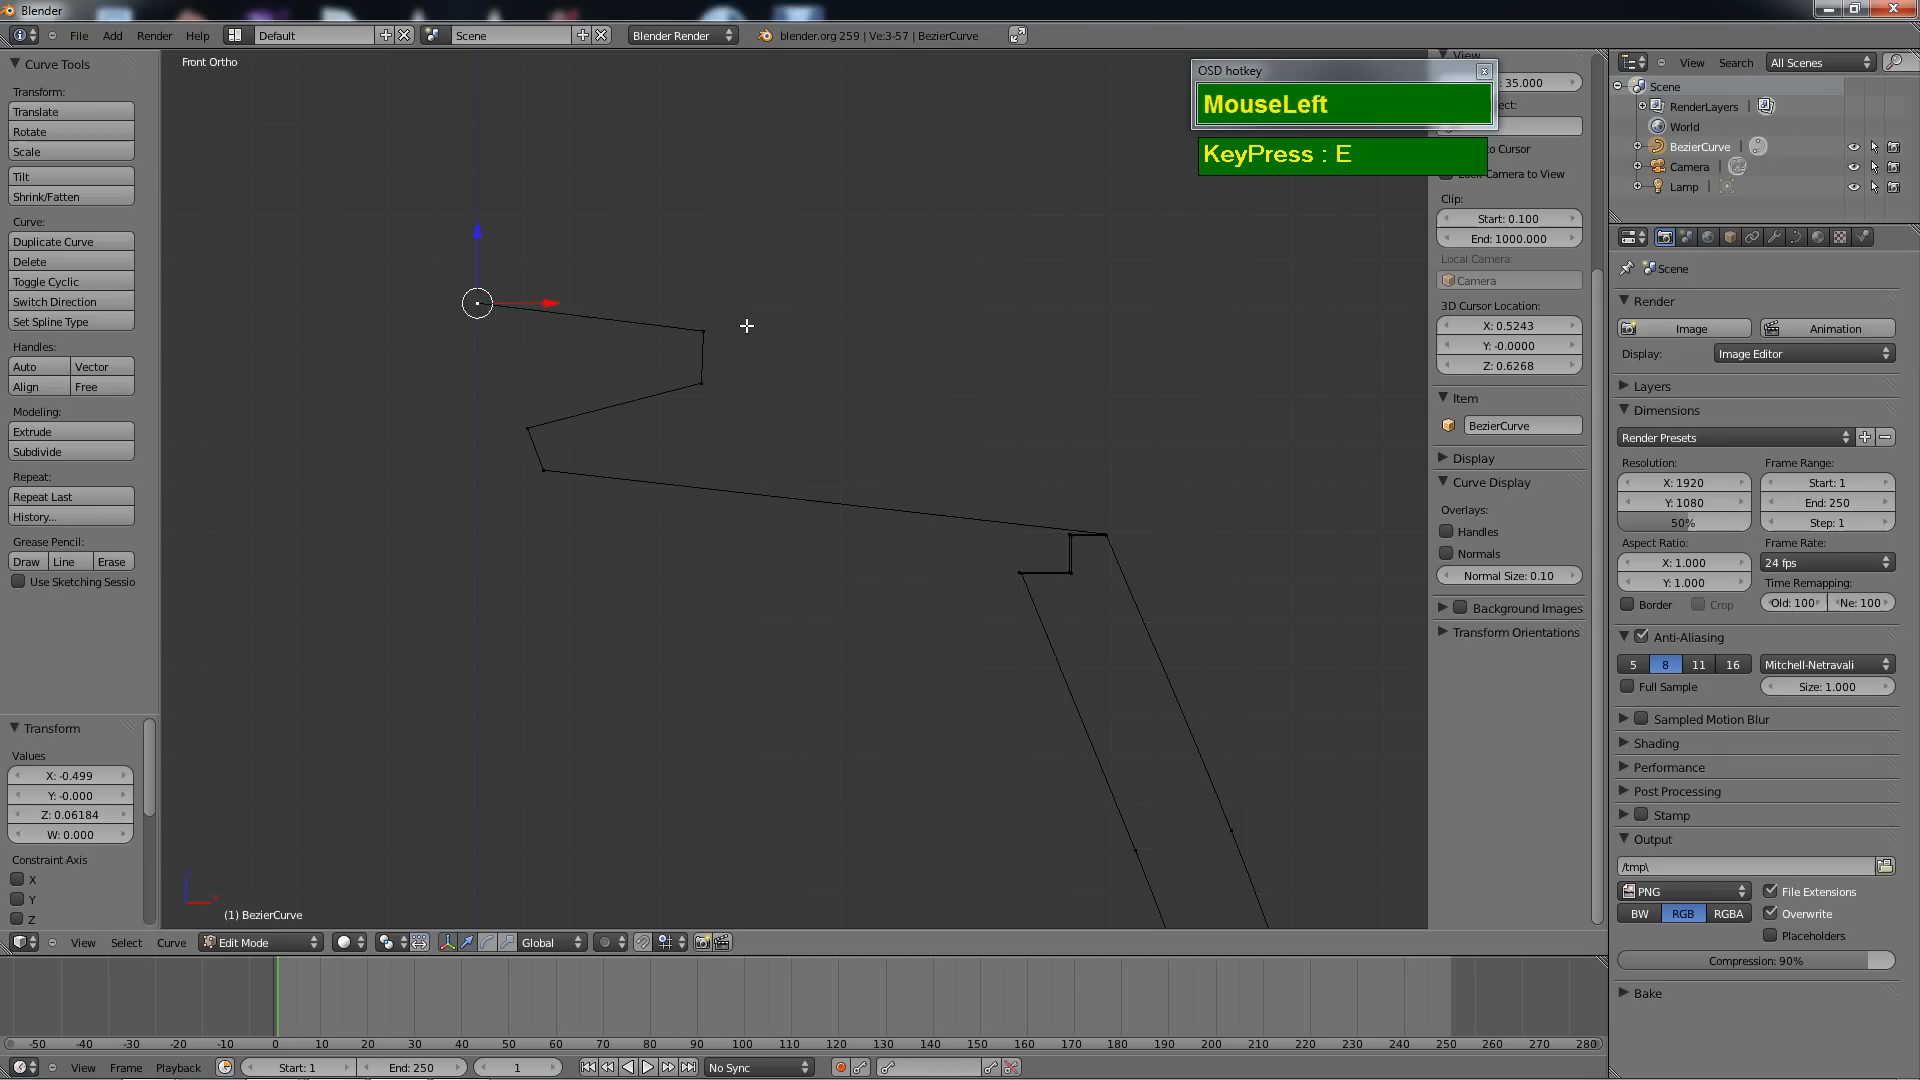 Blender
File Add Render Help Default Scene Blender Render blender.org 259 | Ve:3-57 | BezierCurve
Curve Tools
Transform:
Translate
Rotate
Scale
Tilt
Shrink/Fatten
Curve:
Duplicate Curve
Delete
Toggle Cyclic
Switch Direction
Set Spline Type
Handles:
Auto Vector
Align Free
Modeling:
Extrude
Subdivide
Repeat:
Repeat Last
History...
Grease Pencil:
Draw Line Erase
Use Sketching Sessio
Transform
Values
X: -0.499
Y: -0.000
Z: 0.06184
W: 0.000
Constraint Axis
X
Y
Z
Front Ortho
(1) BezierCurve
OSD hotkey
MouseLeft
KeyPress : E
View
35.000
to Cursor
Lock Camera to View
Clip:
Start: 0.100
End: 1000.000
Local Camera:
Camera
3D Cursor Location:
X: 0.5243
Y: -0.0000
Z: 0.6268
Item
BezierCurve
Display
Curve Display
Overlays:
Handles
Normals
Normal Size: 0.10
Background Images
Transform Orientations
View Search All Scenes
Scene
RenderLayers
World
BezierCurve
Camera
Lamp
Scene
Render
Image Animation
Display: Image Editor
Layers
Dimensions
Render Presets
Resolution: Frame Range:
X: 1920 Start: 1
Y: 1080 End: 250
50% Step: 1
Aspect Ratio: Frame Rate:
X: 1.000 24 fps
Y: 1.000 Time Remapping:
Border Crop Old: 100 Ne: 100
Anti-Aliasing
5 8 11 16 Mitchell-Netravali
Full Sample Size: 1.000
Sampled Motion Blur
Shading
Performance
Post Processing
Stamp
Output
/tmp\
PNG File Extensions
BW RGB RGBA Overwrite
Placeholders
Compression: 90%
Bake
View Select Curve Edit Mode Global
-50 -40 -30 -20 -10 0 10 20 30 40 50 60 70 80 90 100 110 120 130 140 150 160 170 180 190 200 210 220 230 240 250 260 270 280
View Frame Playback Start: 1 End: 250 1 No Sync